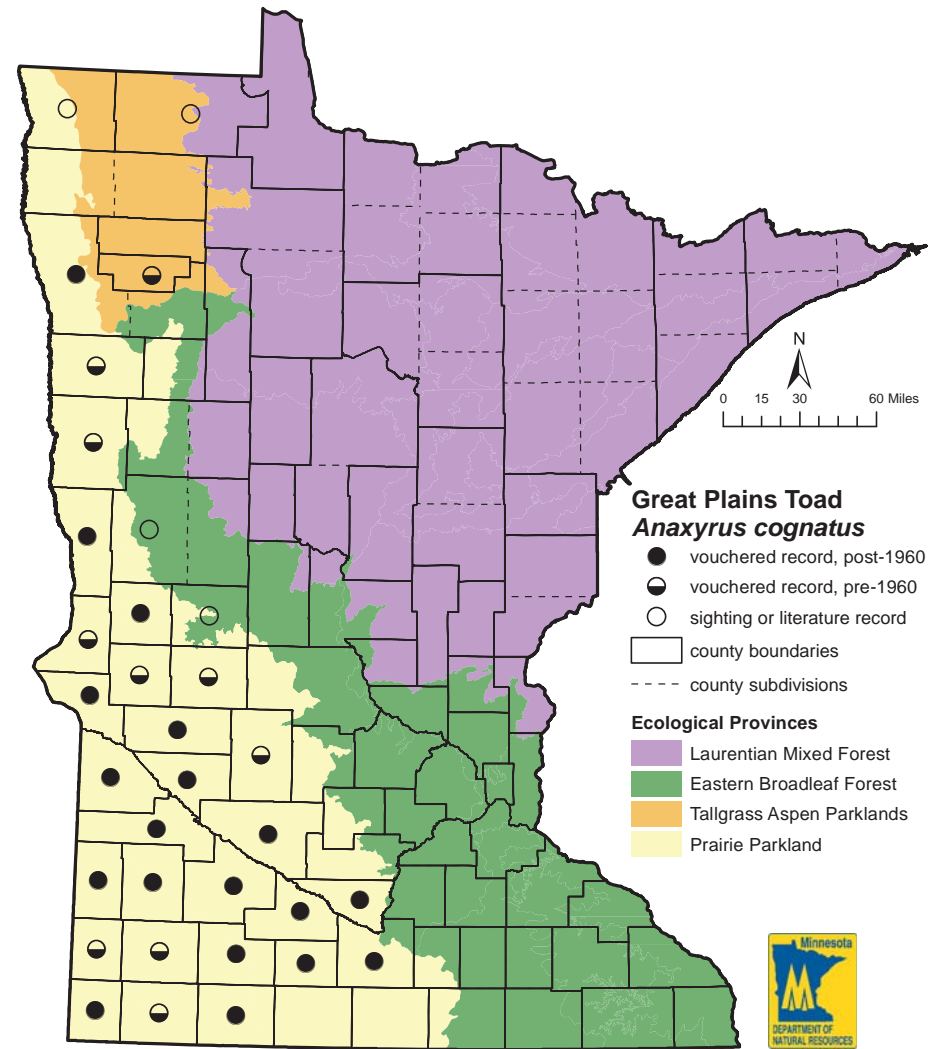 N
0 15 30 60 Miles
Great Plains Toad
Anaxyrus cognatus
vouchered record, post-1960
vouchered record, pre-1960
sighting or literature record
county boundaries
county subdivisions
Ecological Provinces
Laurentian Mixed Forest
Eastern Broadleaf Forest
Tallgrass Aspen Parklands
Prairie Parkland
Minnesota
M
DEPARTMENT OF
NATURAL RESOURCES